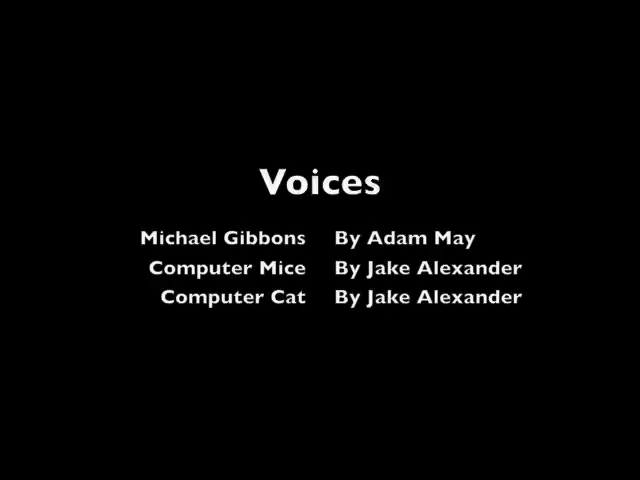 Voices
Michael Gibbons By Adam May
Computer Mice By Jake Alexander
Computer Cat By Jake Alexander